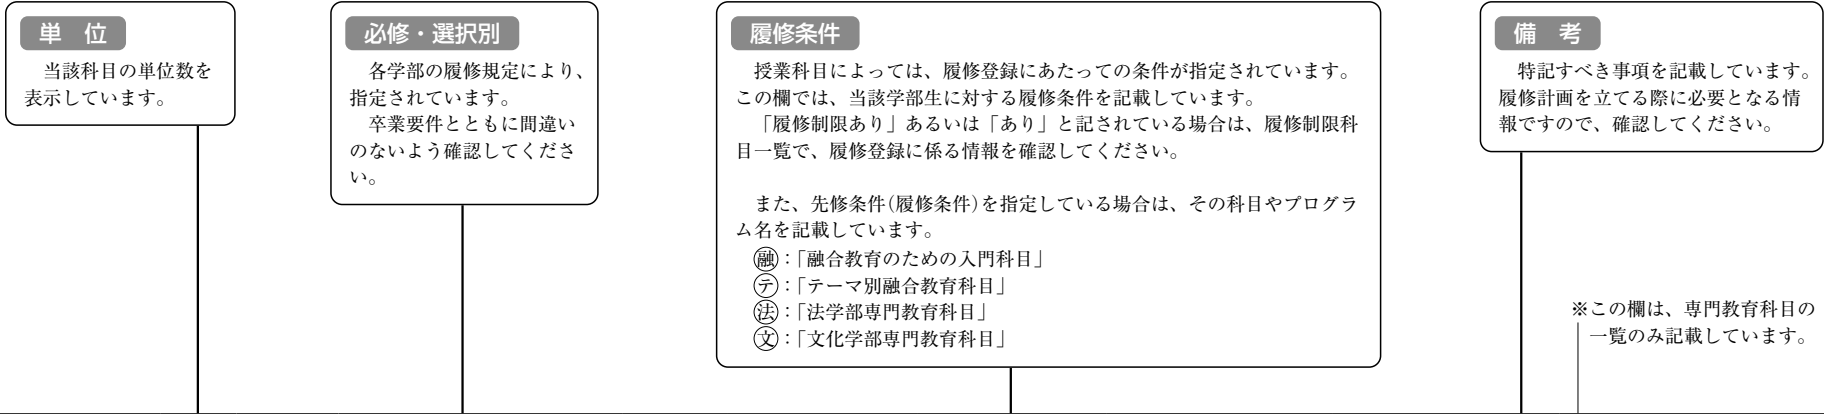 単　位
　当該科目の単位数を
表示しています。
必修・選択別
　各学部の履修規定により、
指定されています。
　卒業要件とともに間違い
のないよう確認してくださ
い。
履修条件
　授業科目によっては、履修登録にあたっての条件が指定されています。
この欄では、当該学部生に対する履修条件を記載しています。
　「履修制限あり」あるいは「あり」と記されている場合は、履修制限科
目一覧で、履修登録に係る情報を確認してください。
　また、先修条件(履修条件)を指定している場合は、その科目やプログラ
ム名を記載しています。
　融：「融合教育のための入門科目」
　テ：「テーマ別融合教育科目」
　法：「法学部専門教育科目」
　文：「文化学部専門教育科目」
備　考
　特記すべき事項を記載しています。
履修計画を立てる際に必要となる情
報ですので、確認してください。
※この欄は、専門教育科目の
一覧のみ記載しています。